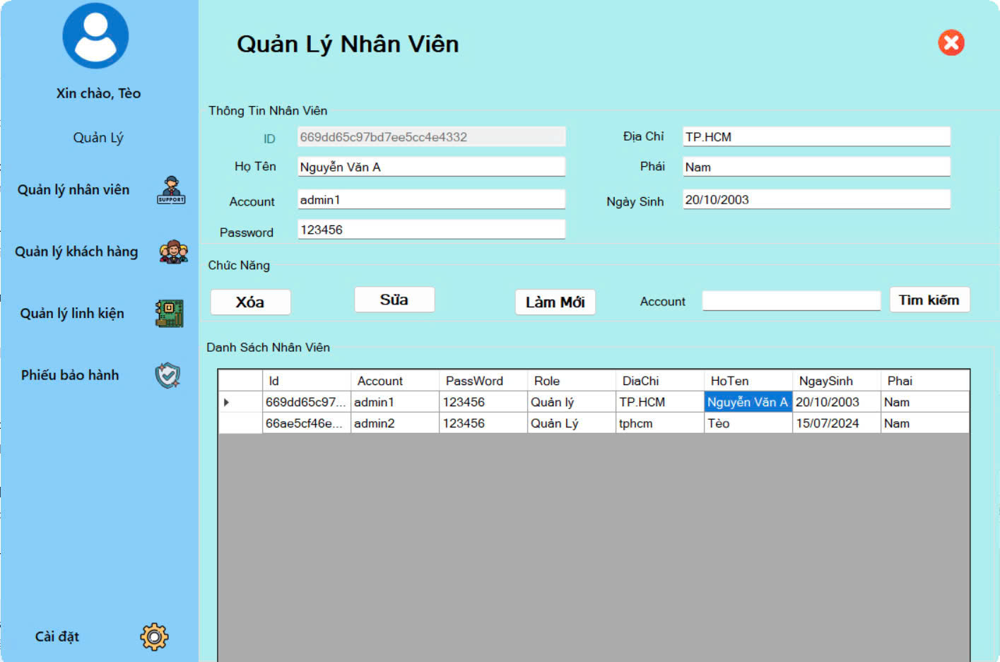 Xin chào, Tèo
Quản Lý
Quản lý nhân viên
SUPPORT
Quản lý khách hàng
Quản lý linh kiện
Phiếu bảo hành
Cài đặt
Quản Lý Nhân Viên
Thông Tin Nhân Viên
ID 669dd65c97bd7ee5cc4e4332 Địa Chỉ TP.HCM
Họ Tên Nguyễn Văn A Phái Nam
Account admin1 Ngày Sinh 20/10/2003
Password 123456
Chức Năng
Xóa Sửa Làm Mới Account Tìm kiếm
Danh Sách Nhân Viên
Id Account PassWord Role DiaChi HoTen NgaySinh Phai
669dd65c97... admin1 123456 Quản lý TP.HCM Nguyễn Văn A 20/10/2003 Nam
66ae5cf46e... admin2 123456 Quản Lý tphcm Tèo 15/07/2024 Nam